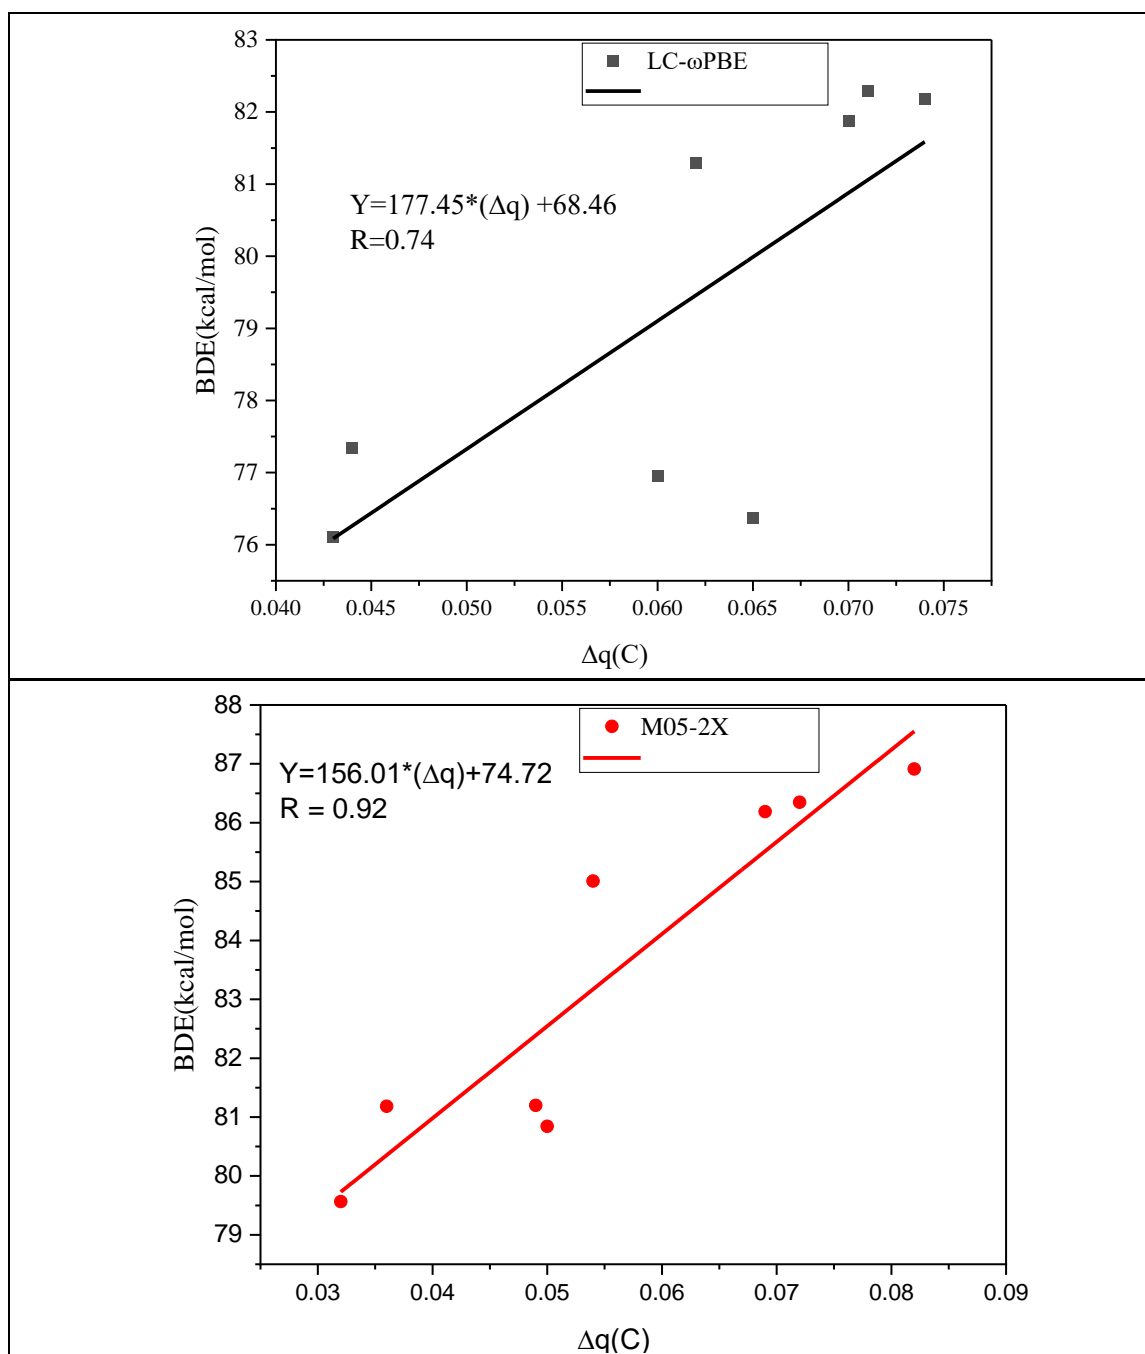 83
82
81
80
79
78
77
76
BDE(kcal/mol)
LC-ωPBE
Y=177.45*(Δq) +68.46
R=0.74
0.040 0.045 0.050 0.055 0.060 0.065 0.070 0.075
Δq(C)
88
87
86
85
84
83
82
81
80
79
BDE(kcal/mol)
M05-2X
Y=156.01*(Δq)+74.72
R = 0.92
0.03 0.04 0.05 0.06 0.07 0.08 0.09
Δq(C)